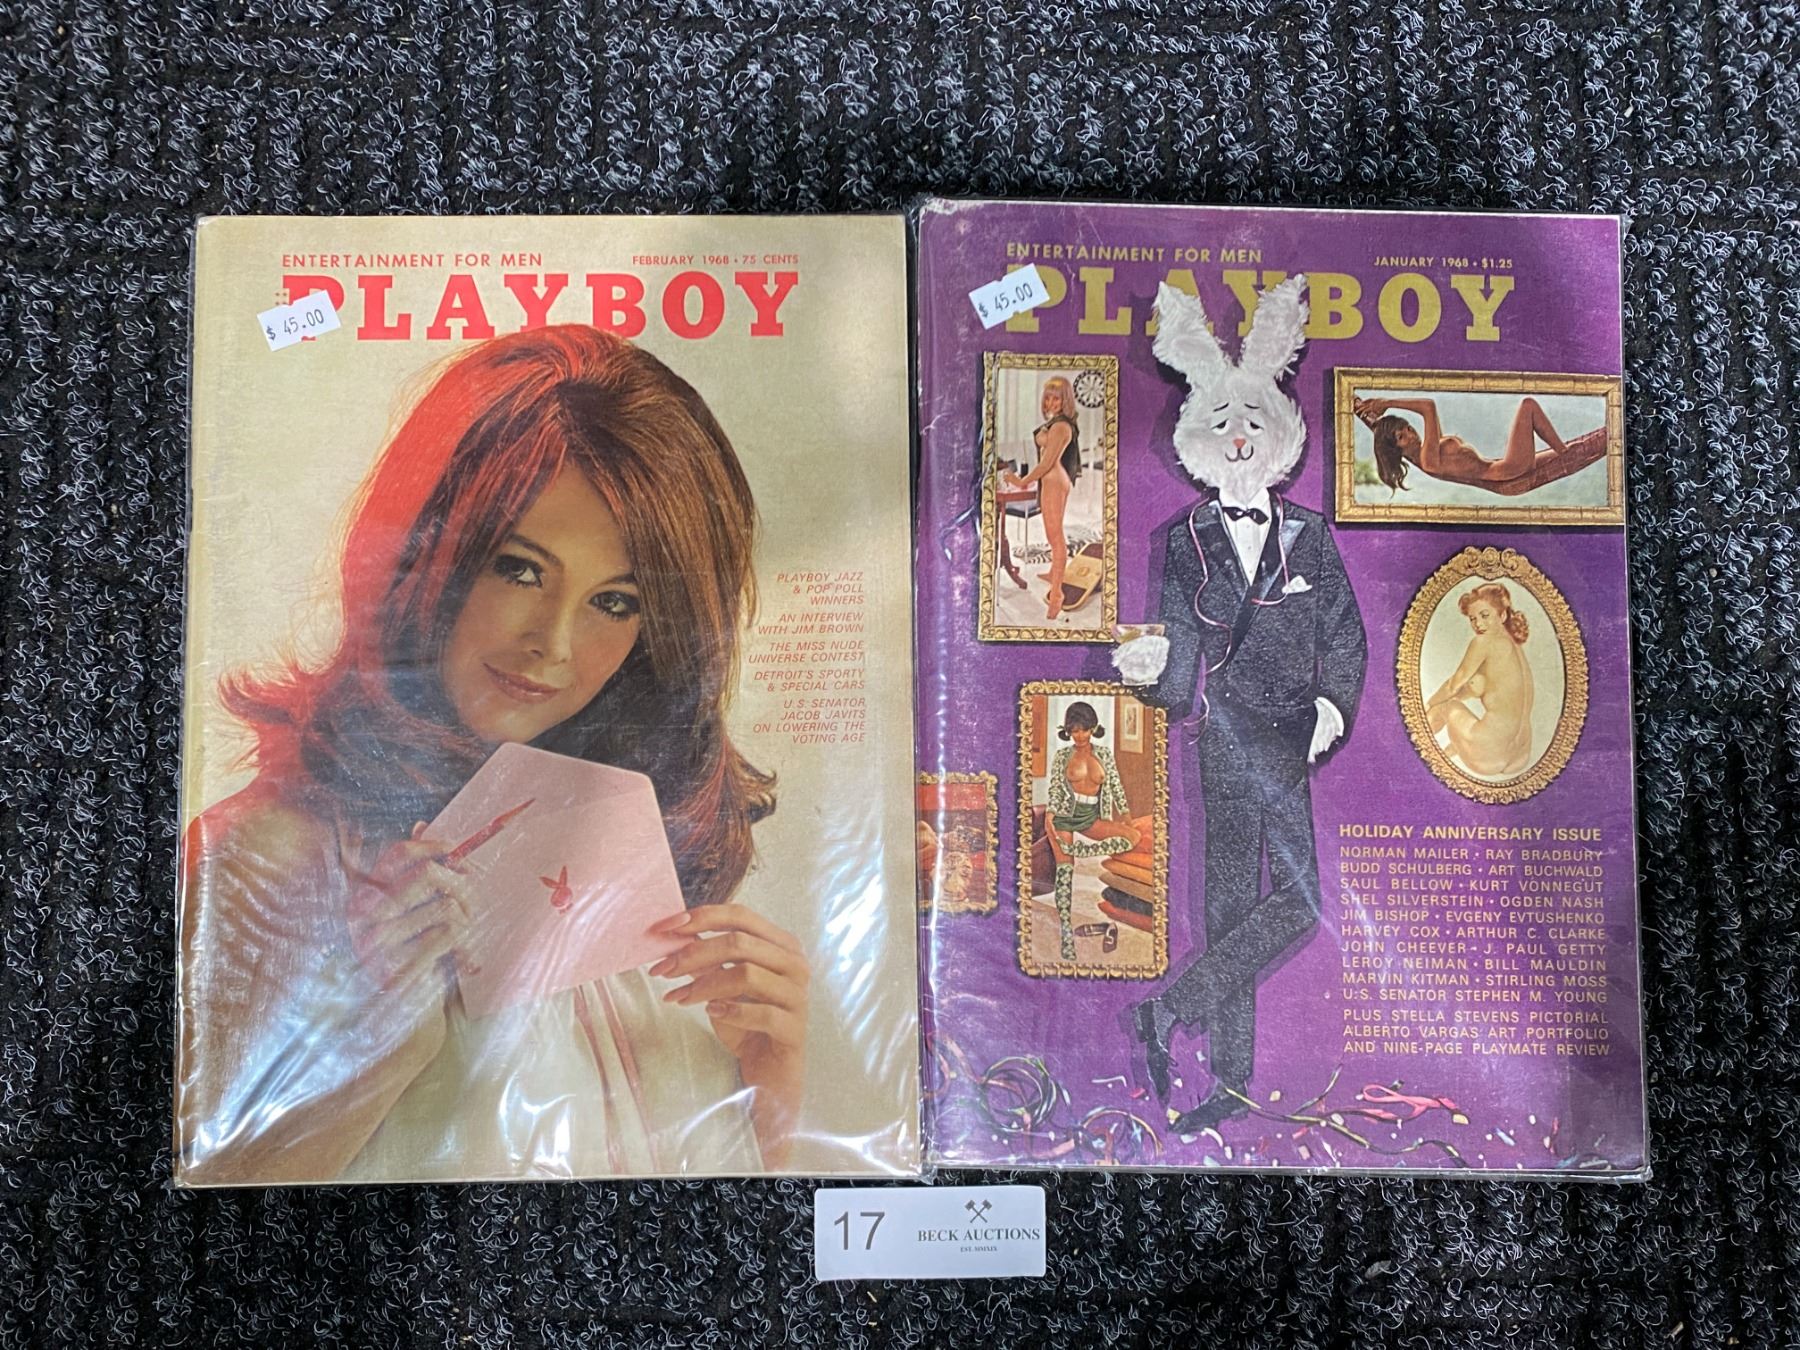 ENTERTAINMENT FOR MEN
FEBRUARY 1968 • 75 CENTS
PLAYBOY
$ 45.00
PLAYBOY JAZZ
& POP POLL
WINNERS
AN INTERVIEW
WITH JIM BROWN
THE MISS NUDE
UNIVERSE CONTEST
DETROIT'S SPORTY
& SPECIAL CARS
U.S. SENATOR
JACOB JAVITS
ON LOWERING THE
VOTING AGE
ENTERTAINMENT FOR MEN
JANUARY 1968 • $1.25
PLAYBOY
$ 45.00
HOLIDAY ANNIVERSARY ISSUE
NORMAN MAILER • RAY BRADBURY
BUDD SCHULBERG • ART BUCHWALD
SAUL BELLOW • KURT VONNEGUT
SHEL SILVERSTEIN • OGDEN NASH
JIM BISHOP • EVGENY EVTUSHENKO
HARVEY COX • ARTHUR C. CLARKE
JOHN CHEEVER • J. PAUL GETTY
LEROY NEIMAN • BILL MAULDIN
MARVIN KITMAN • STIRLING MOSS
U.S. SENATOR STEPHEN M. YOUNG
PLUS STELLA STEVENS PICTORIAL
ALBERTO VARGAS ART PORTFOLIO
AND NINE-PAGE PLAYMATE REVIEW
17
BECK AUCTIONS
EST. MMXIX